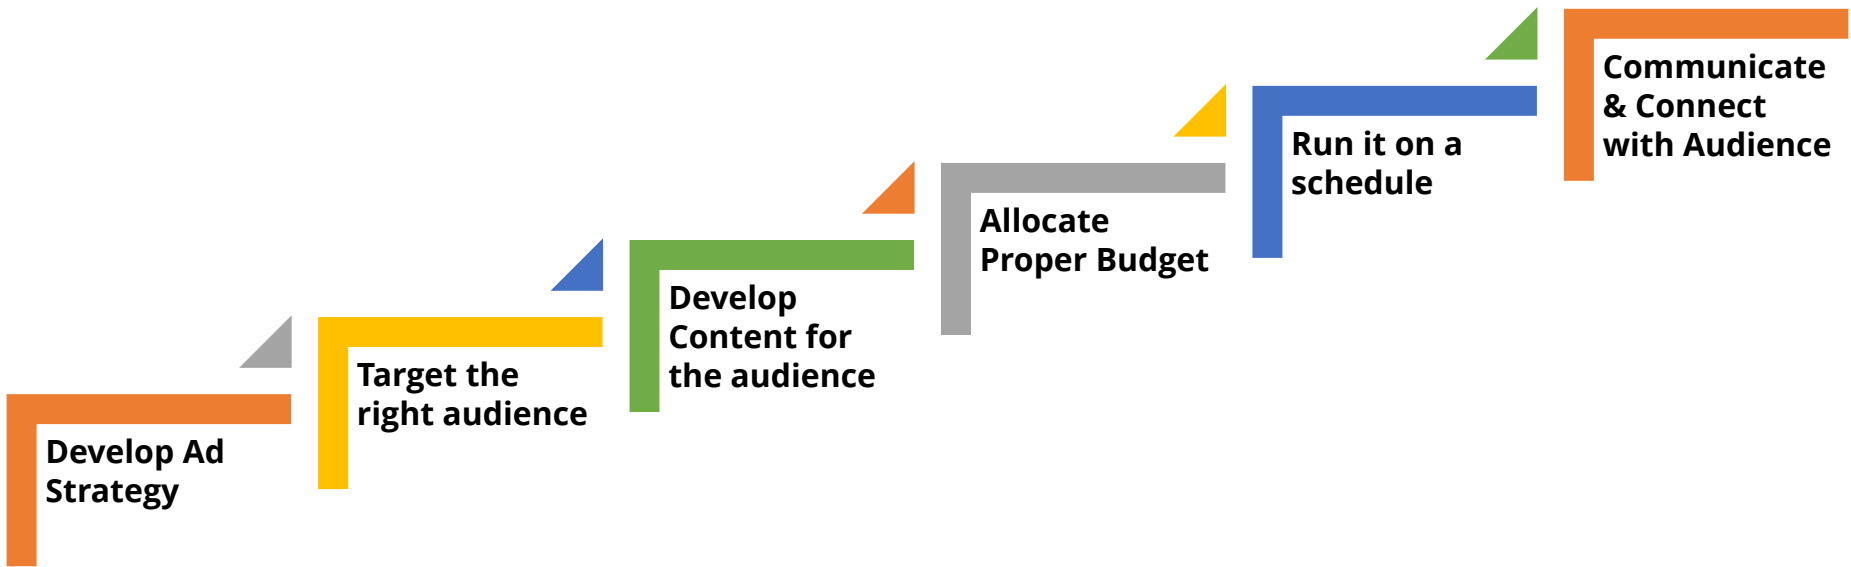 Develop Ad
Strategy
Target the
right audience
Develop
Content for
the audience
Allocate
Proper Budget
Run it on a
schedule
Communicate
& Connect
with Audience